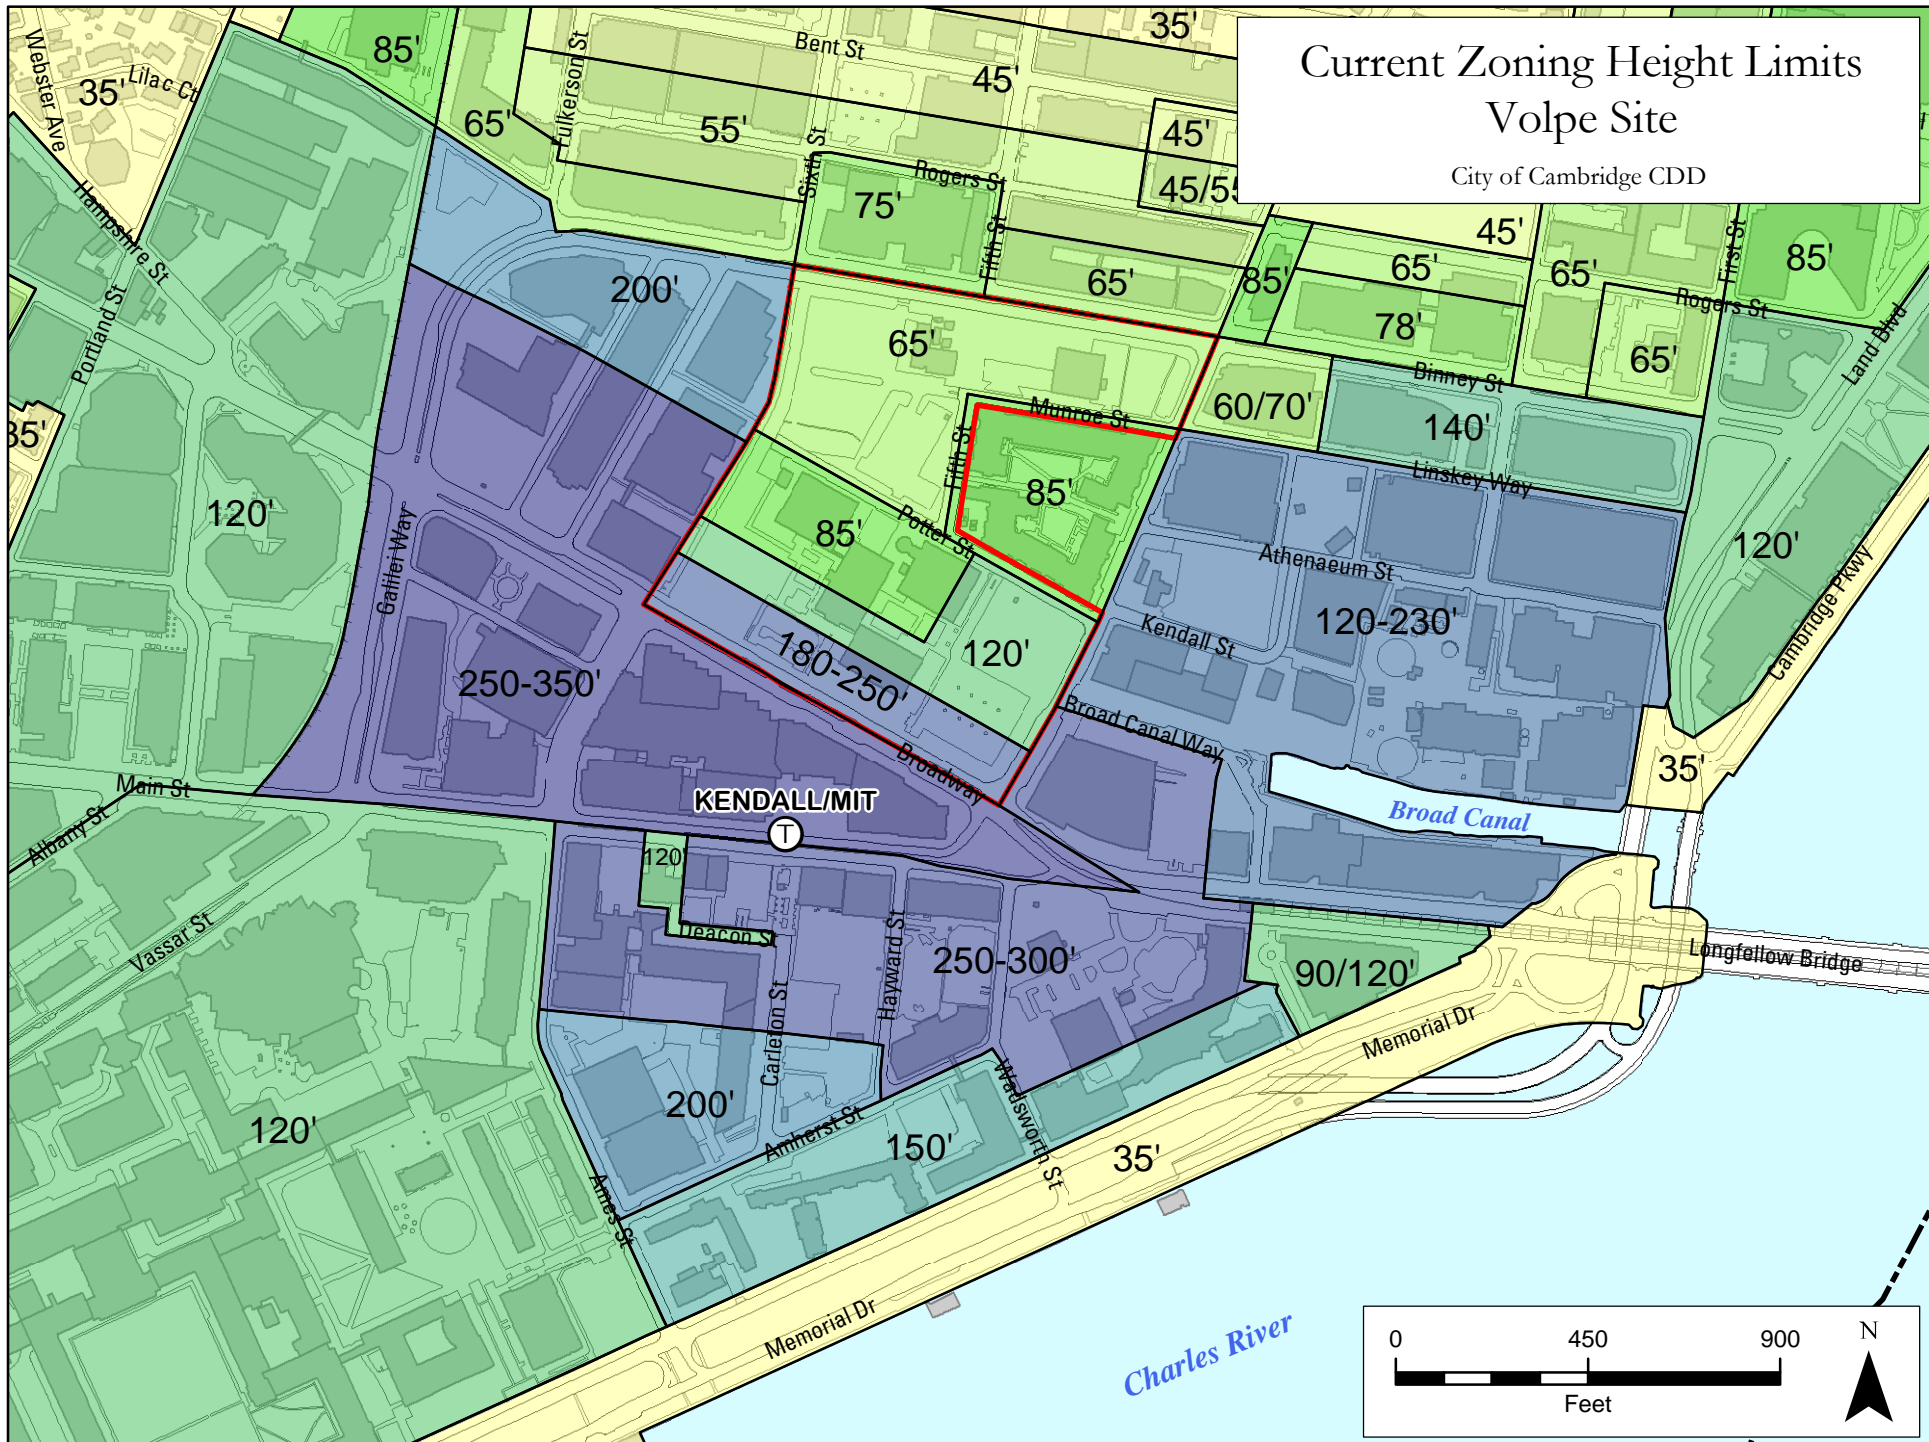 Current Zoning Height Limits
Volpe Site
City of Cambridge CDD
Webster Ave
35'
Lilac Ct
85'
Fulkerson St
Bent St
35'
45'
65'
55'
Sixth St
45'
45/55
Hampshire St
75'
Rogers St
Fifth St
45'
First St
85'
200'
65'
85'
65'
65'
Rogers St
Portland St
65'
78'
65'
Land Blvd
Binney St
Munroe St
60/70'
140'
35'
Fifth St
Linskey Way
120'
85'
Galilei Way
85'
Potter St
Athenaeum St
120'
120-230'
Kendall St
Cambridge Pkwy
120'
180-250'
250-350'
Broad Canal Way
Broadway
35'
Main St
KENDALL/MIT
T
Broad Canal
Albany St
120'
Vassar St
Deacon St
Hayward St
250-300'
90/120'
Longfellow Bridge
Carleton St
Memorial Dr
200'
Wadsworth St
120'
Amherst St
150'
35'
Ames St
Memorial Dr
Charles River
0 450 900
Feet
N